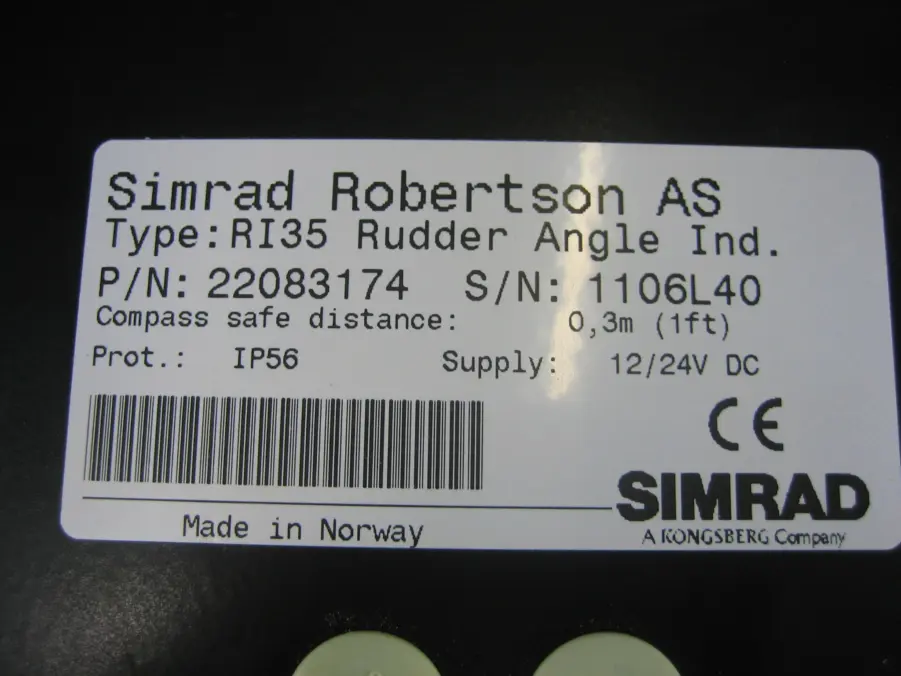 Simrad Robertson AS
Type: RI35 Rudder Angle Ind.
P/N: 22083174 S/N: 1106L40
Compass safe distance: 0,3m (1ft)
Prot.: IP56 Supply: 12/24V DC
CE
SIMRAD
A KONGSBERG Company
Made in Norway